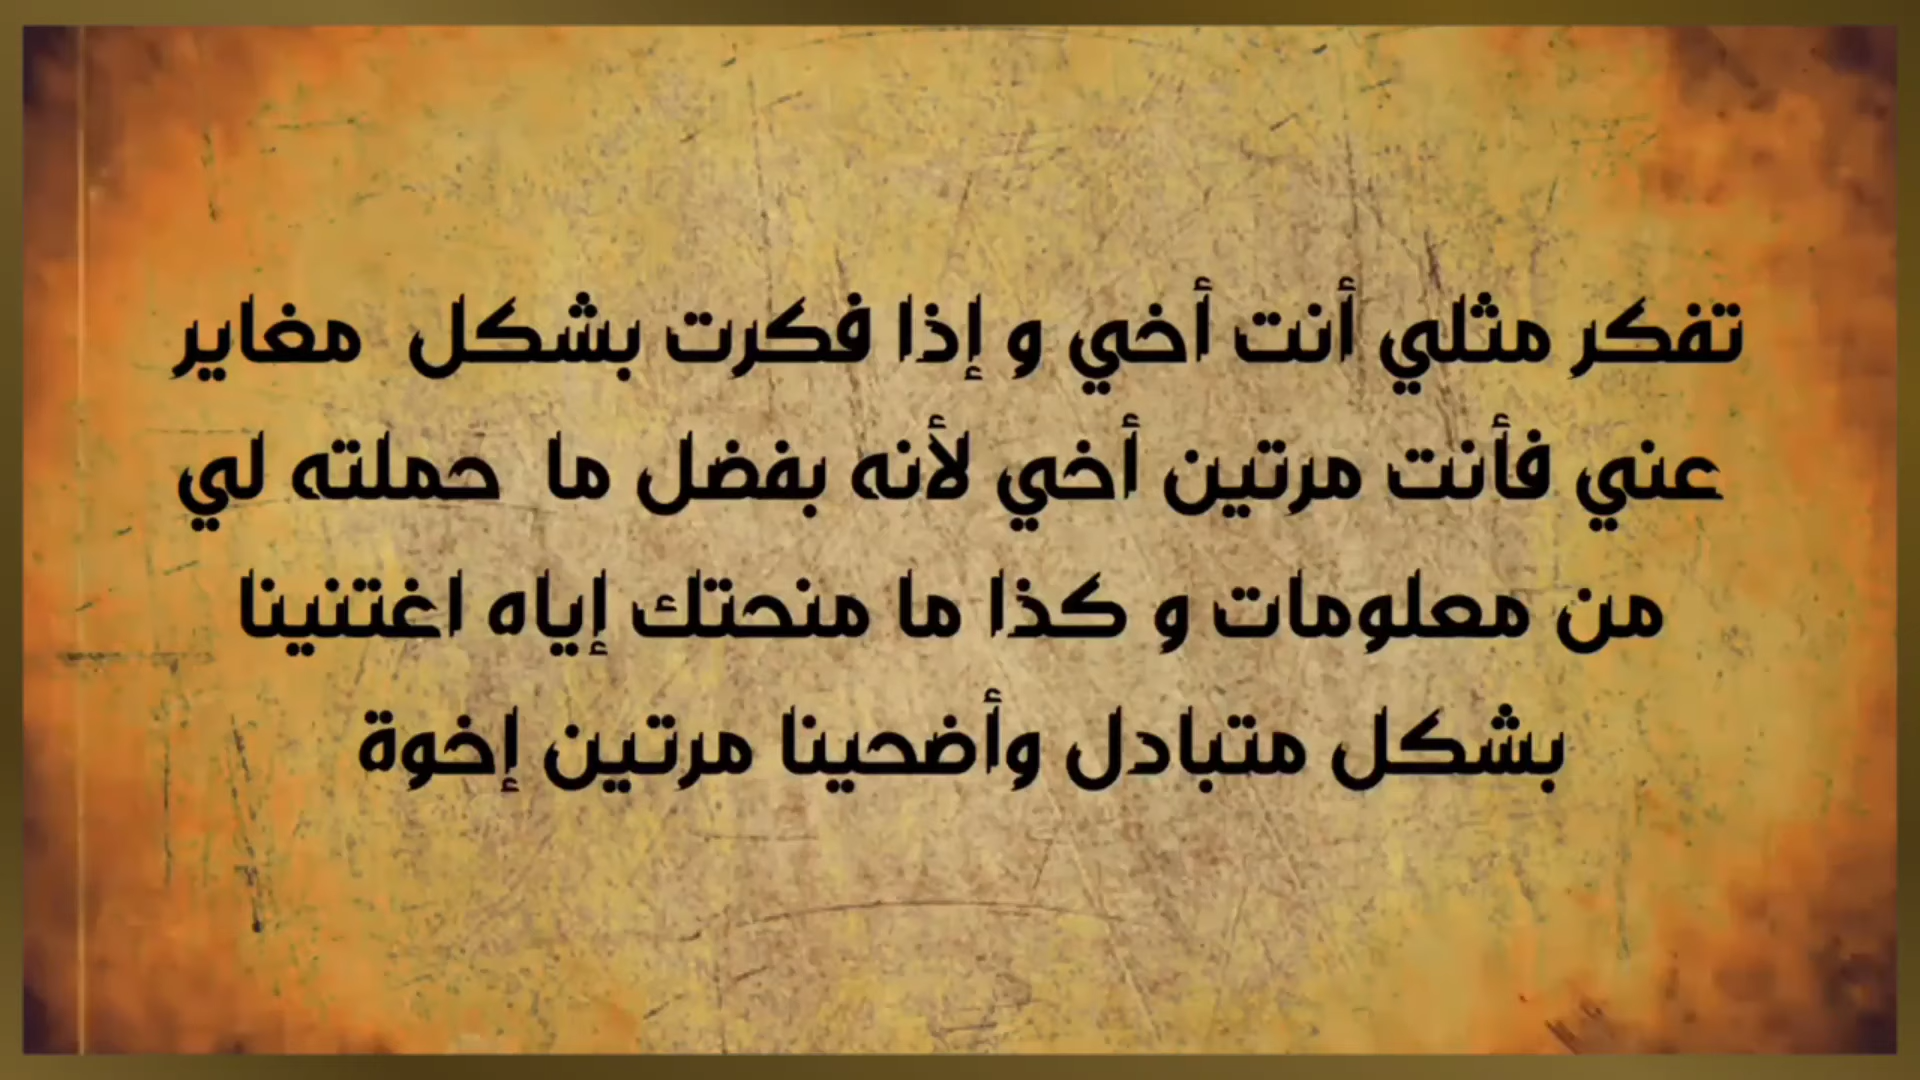 تفكر مثلي أنت أخي و إذا فكرت بشكل مغاير
عني فأنت مرتين أخي لأنه بفضل ما حملته لي
من معلومات و كذا ما منحتك إياه اغتنينا
بشكل متبادل وأضحينا مرتين إخوة